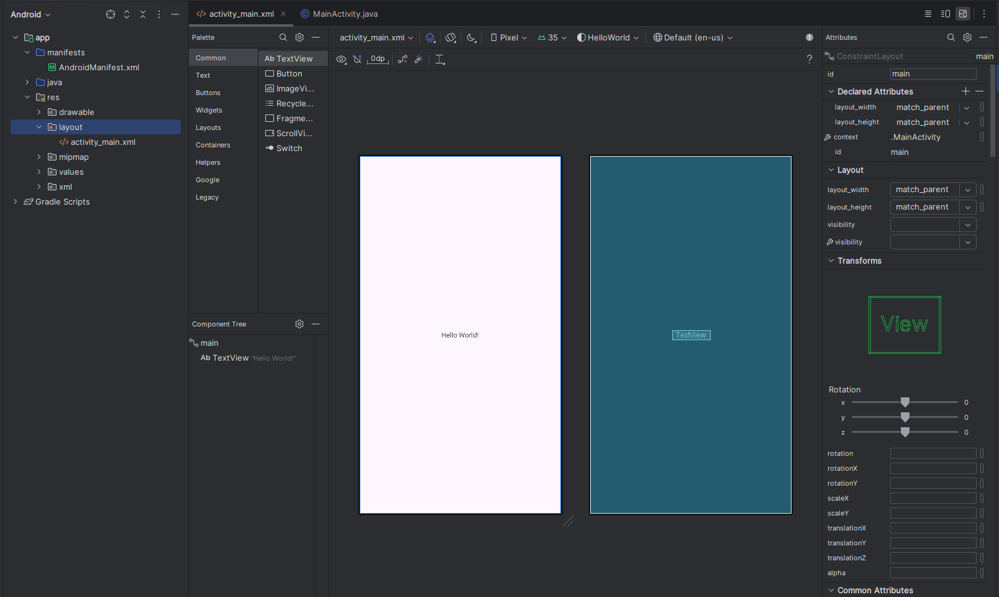 Android
activity_main.xml
MainActivity.java
app
manifests
AndroidManifest.xml
java
res
drawable
layout
activity_main.xml
mipmap
values
xml
Gradle Scripts
Palette
Common
Text
Buttons
Widgets
Layouts
Containers
Helpers
Google
Legacy
Ab TextView
Button
ImageVi...
Recycle...
Fragme...
ScrollVi...
Switch
Component Tree
main
Ab TextView "Hello World!"
activity_main.xml
Pixel
35
HelloWorld
Default (en-us)
0dp
?
Hello World!
TextView
Attributes
ConstraintLayout main
id main
Declared Attributes
layout_width match_parent
layout_height match_parent
context .MainActivity
id main
Layout
layout_width match_parent
layout_height match_parent
visibility
visibility
Transforms
View
Rotation
x 0
y 0
z 0
rotation
rotationX
rotationY
scaleX
scaleY
translationX
translationY
translationZ
alpha
Common Attributes